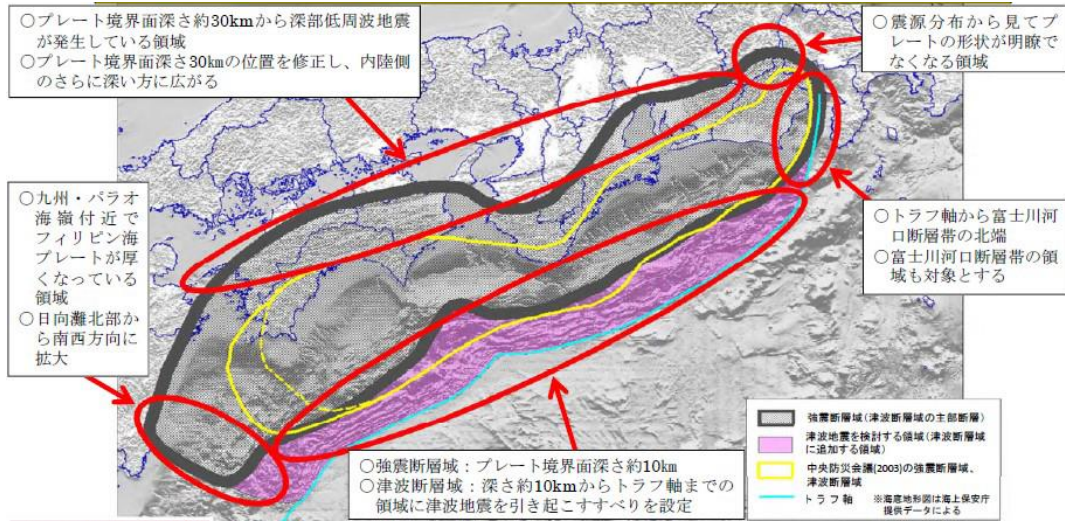 ○プレート境界面深さ約30kmから深部低周波地震
が発生している領域
○プレート境界面深さ30㎞の位置を修正し、内陸側
のさらに深い方に広がる
○震源分布から見てプ
レートの形状が明瞭で
なくなる領域
○九州・パラオ
海嶺付近で
フィリピン海
プレートが厚
くなっている
領域
○日向灘北部か
ら南西方向に
拡大
○トラフ軸から富士川河
口断層帯の北端
○富士川河口断層帯の領
域も対象とする
○強震断層域：プレート境界面深さ約10㎞
○津波断層域：深さ約10kmからトラフ軸までの
領域に津波地震を引き起こすすべりを設定
強震断層域(津波断層域の主部断層)
津波地震を検討する領域(津波断層域
に追加する領域)
中央防災会議(2003)の強震断層域、
津波断層域
トラフ軸 ※海底地形図は海上保安庁
提供データによる